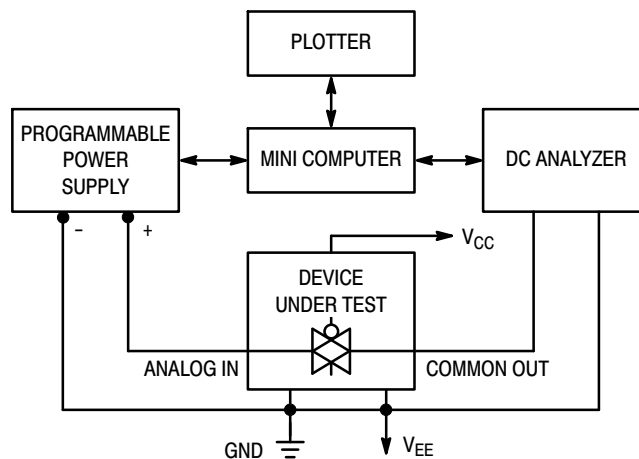 PLOTTER
PROGRAMMABLE
POWER
SUPPLY
MINI COMPUTER
DC ANALYZER
– +
VCC
DEVICE
UNDER TEST
ANALOG IN
COMMON OUT
GND
VEE